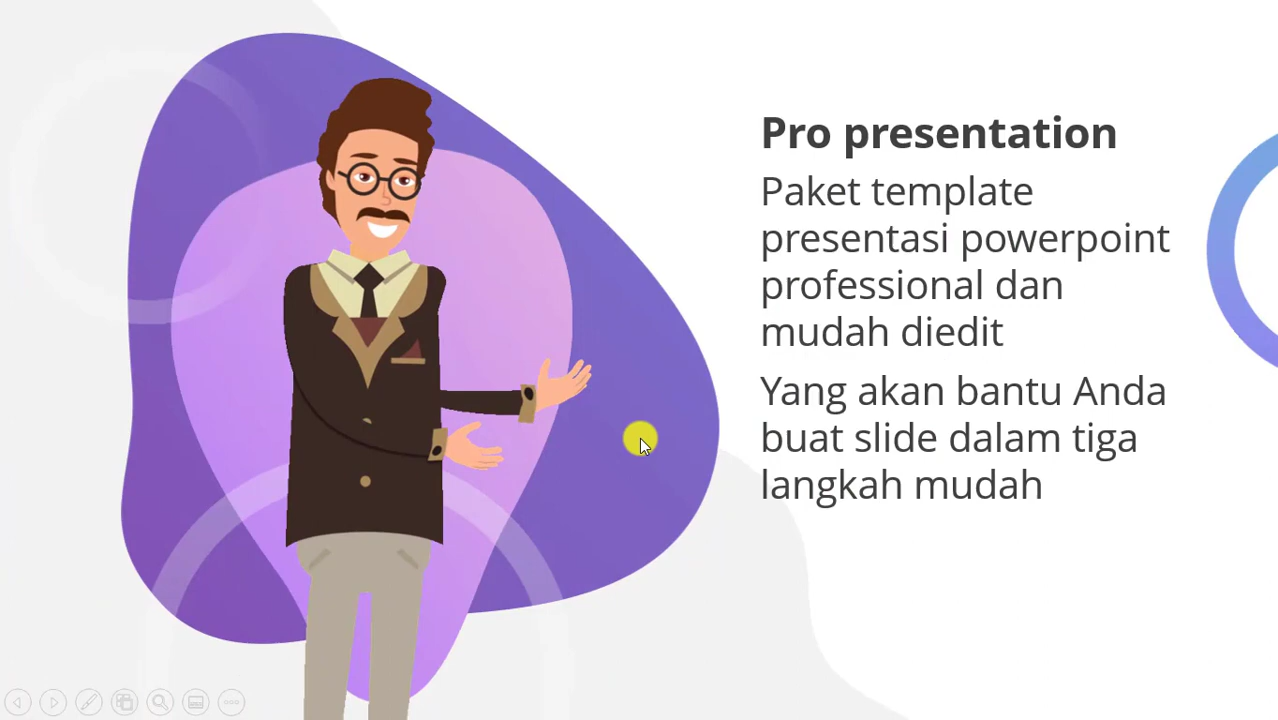 Pro presentation
Paket template
presentasi powerpoint
professional dan
mudah diedit
Yang akan bantu Anda
buat slide dalam tiga
langkah mudah